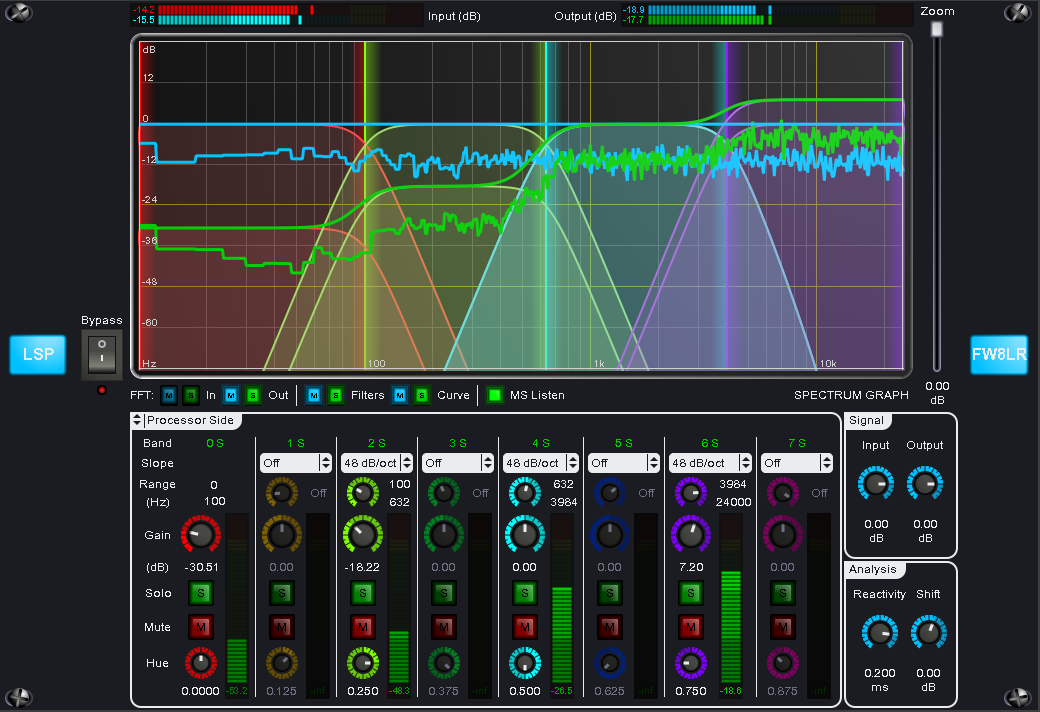 -14.2 -15.5 Input (dB) Output (dB) -18.9 -17.7 Zoom
dB
12
0
-12
-24
-36
-48
-60
Hz 100 1k 10k
Bypass
LSP
FW8LR
0.00
dB
FFT: M S In M S Out M S Filters M S Curve MS Listen SPECTRUM GRAPH
Processor Side
Band 0 S 1 S 2 S 3 S 4 S 5 S 6 S 7 S
Slope Off 48 dB/oct Off 48 dB/oct Off 48 dB/oct Off
Range 0 Off 100 Off 632 Off 3984 Off
(Hz) 100 632 3984 24000
Gain
(dB) -30.51 0.00 -18.22 0.00 0.00 0.00 7.20 0.00
Solo S S S S S S S S
Mute M M M M M M M M
Hue
0.0000 -53.2 0.125 -inf 0.250 -48.3 0.375 -inf 0.500 -26.5 0.625 -inf 0.750 -18.6 0.875 -inf
Signal
Input Output
0.00 0.00
dB dB
Analysis
Reactivity Shift
0.200 0.00
ms dB